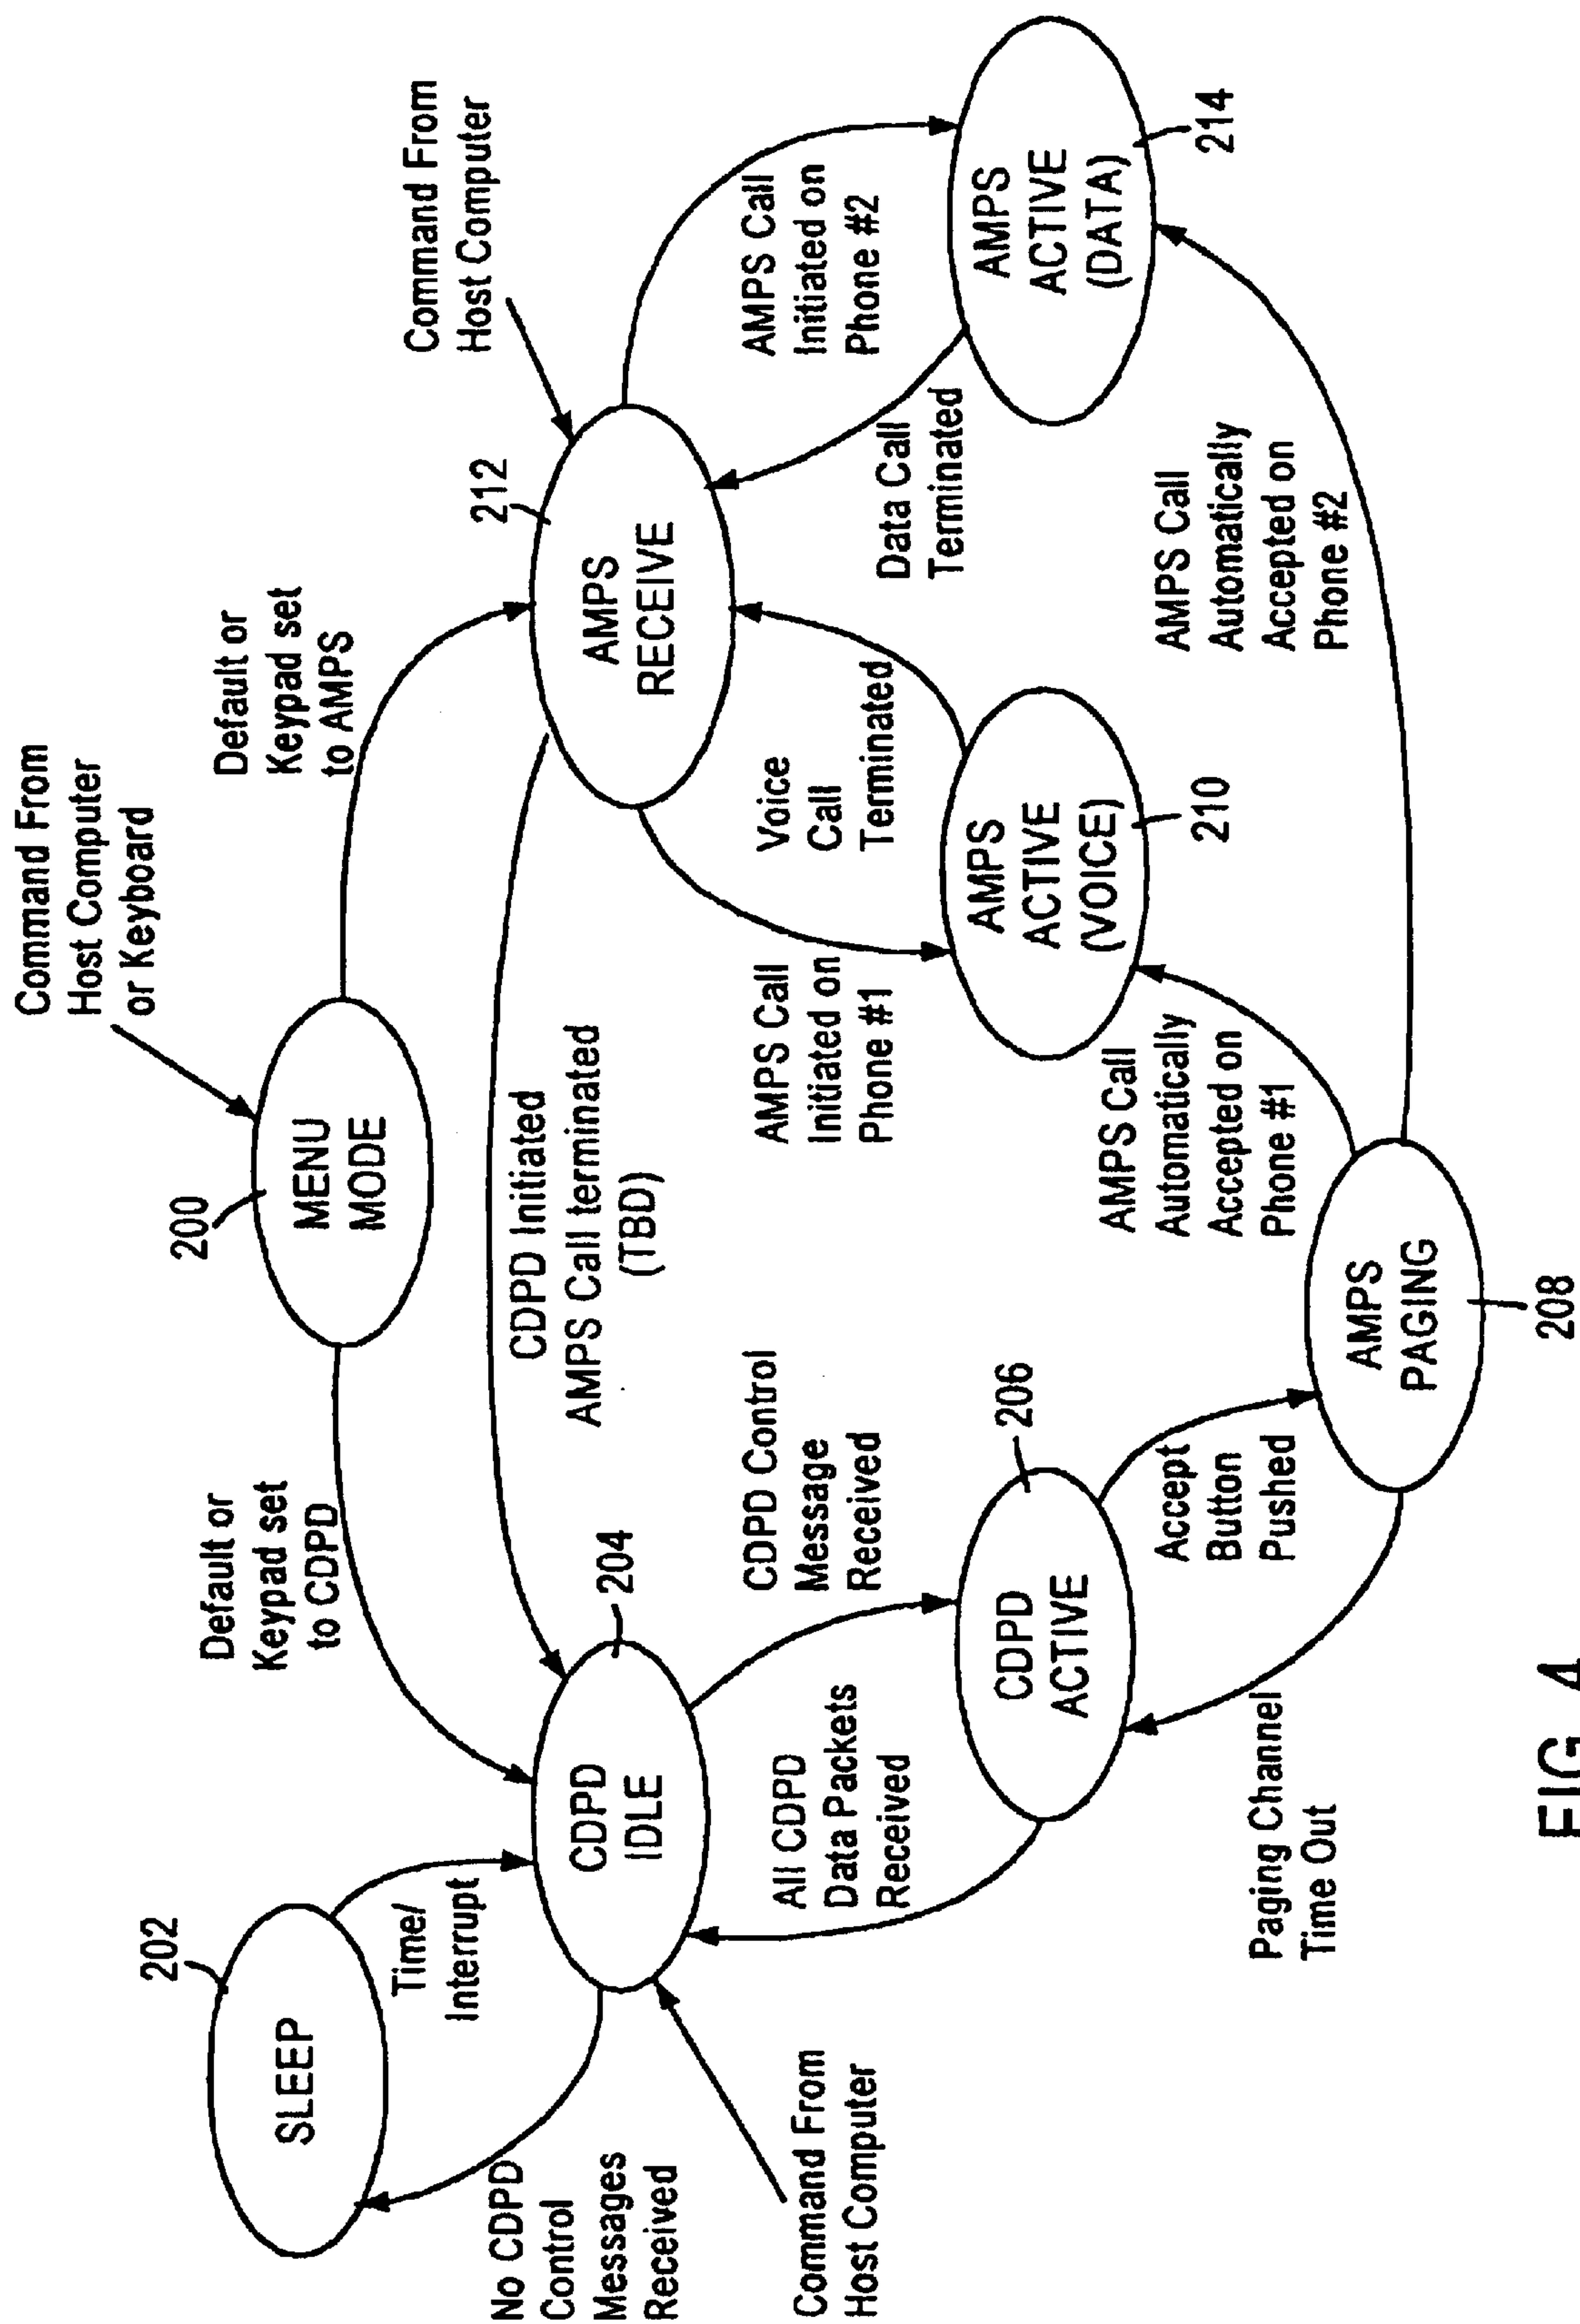 Command From
Host Computer
or Keyboard
200
MENU
MODE
Default or
Keypad set
to CDPD
Default or
Keypad set
to AMPS
202
SLEEP
Time/
Interrupt
No CDPD
Control
Messages
Received
CDPD
IDLE
204
Command From
Host Computer
CDPD Initiated
AMPS Call terminated
(TBD)
212
AMPS
RECEIVE
Command From
Host Computer
CDPD Control
Message
Received
All CDPD
Data Packets
Received
CDPD
ACTIVE
206
AMPS Call
Initiated on
Phone #1
Voice
Call
Terminated
AMPS
ACTIVE
(VOICE)
210
AMPS Call
Initiated on
Phone #2
Data Call
Terminated
AMPS
ACTIVE
(DATA)
214
Accept
Button
Pushed
Paging Channel
Time Out
AMPS
PAGING
208
AMPS Call
Automatically
Accepted on
Phone #1
AMPS Call
Automatically
Accepted on
Phone #2
FIG. 4